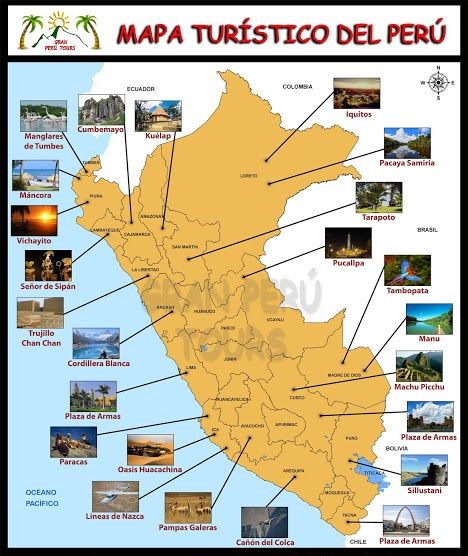 GRAN
PERÚ TOURS
MAPA TURÍSTICO DEL PERÚ
ECUADOR
COLOMBIA
N
S
Manglares
de Tumbes
Cumbemayo
Kuélap
Iquitos
Pacaya Samiria
TUMBES
Máncora
PIURA
LORETO
AMAZONAS
Tarapoto
Vichayito
LAMBAYEQUE
CAJAMARCA
SAN MARTIN
BRASIL
Señor de Sipán
LA LIBERTAD
Pucallpa
Tambopata
GRAN PERÚ
TOURS
Trujillo
Chan Chan
ANCASH
HUÁNUCO
UCAYALI
PASCO
Manu
Cordillera Blanca
JUNIN
LIMA
MADRE DE DIOS
Machu Picchu
Plaza de Armas
HUANCAVELICA
CUSCO
Plaza de Armas
ICA
AYACUCHO
APURIMAC
PUNO
BOLIVIA
Paracas
Oasis Huacachina
AREQUIPA
TITICACA
Sillustani
OCÉANO
PACÍFICO
Líneas de Nazca
Pampas Galeras
MOQUEGUA
Cañón del Colca
TACNA
CHILE
Plaza de Armas